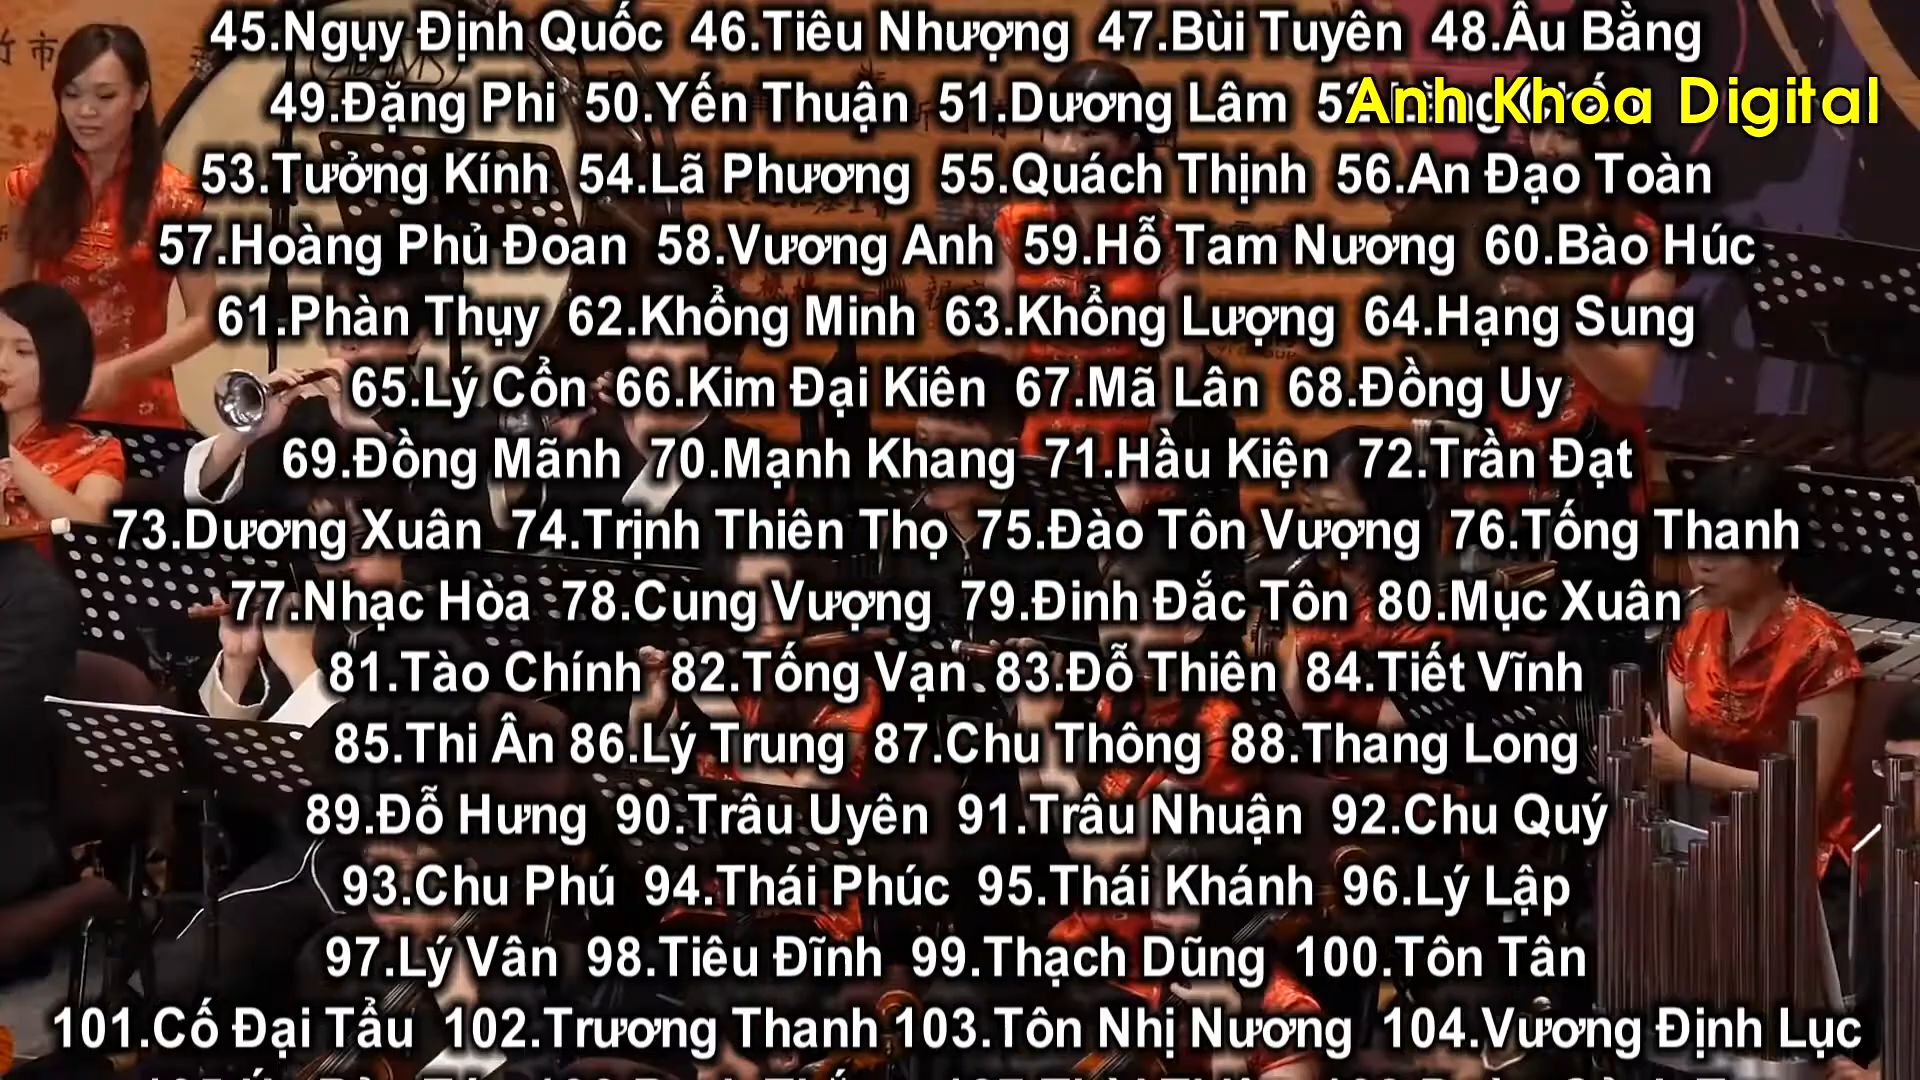 45.Ngụy Định Quốc 46.Tiêu Nhượng 47.Bùi Tuyên 48.Âu Bằng
49.Đặng Phi 50.Yến Thuận 51.Dương Lâm Anh Khoa Digital
53.Tưởng Kính 54.Lã Phương 55.Quách Thịnh 56.An Đạo Toàn
57.Hoàng Phủ Đoan 58.Vương Anh 59.Hỗ Tam Nương 60.Bào Húc
61.Phàn Thụy 62.Khổng Minh 63.Khổng Lượng 64.Hạng Sung
65.Lý Cổn 66.Kim Đại Kiên 67.Mã Lân 68.Đồng Uy
69.Đồng Mãnh 70.Mạnh Khang 71.Hầu Kiện 72.Trần Đạt
73.Dương Xuân 74.Trịnh Thiên Thọ 75.Đào Tôn Vượng 76.Tống Thanh
77.Nhạc Hòa 78.Cung Vượng 79.Đinh Đắc Tôn 80.Mục Xuân
81.Tào Chính 82.Tống Vạn 83.Đỗ Thiên 84.Tiết Vĩnh
85.Thi Ân 86.Lý Trung 87.Chu Thông 88.Thang Long
89.Đỗ Hưng 90.Trâu Uyên 91.Trâu Nhuận 92.Chu Quý
93.Chu Phú 94.Thái Phúc 95.Thái Khánh 96.Lý Lập
97.Lý Vân 98.Tiêu Đĩnh 99.Thạch Dũng 100.Tôn Tân
101.Cố Đại Tẩu 102.Trương Thanh 103.Tôn Nhị Nương 104.Vương Định Lục